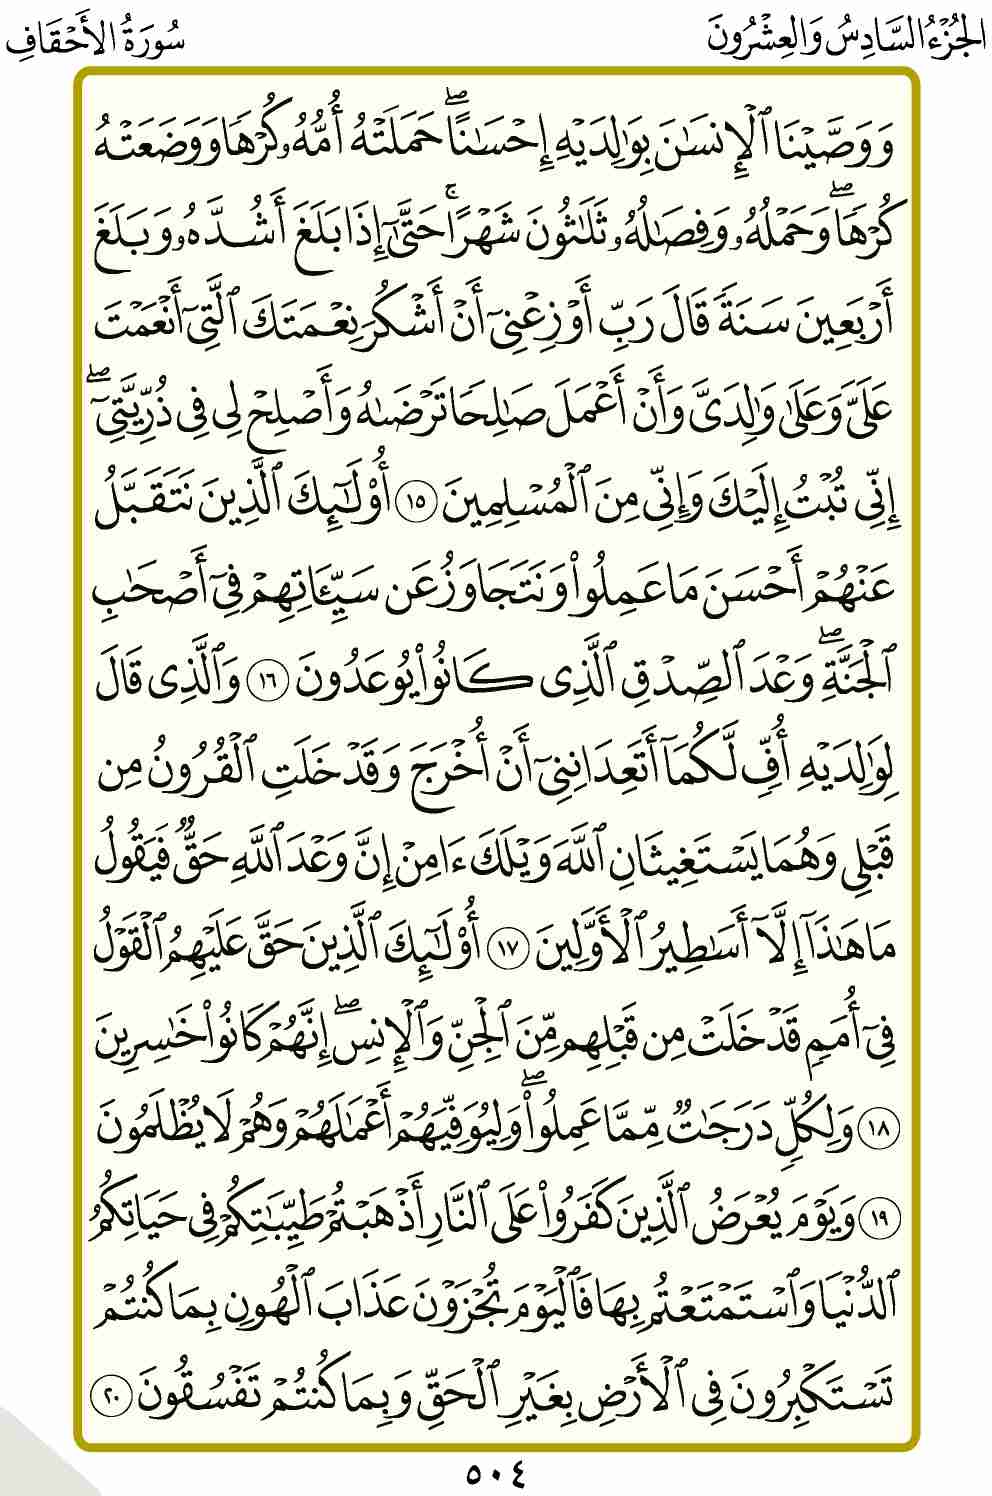 الجُزْءُ السَّادِسُ وَالعِشْرُونَ
سُورَةُ الأَحْقَافِ
وَوَصَّيْنَا ٱلْإِنسَٰنَ بِوَٰلِدَيْهِ إِحْسَٰنًا ۖ حَمَلَتْهُ أُمُّهُۥ كُرْهًا وَوَضَعَتْهُ
كُرْهًا ۖ وَحَمْلُهُۥ وَفِصَٰلُهُۥ ثَلَٰثُونَ شَهْرًا ۚ حَتَّىٰٓ إِذَا بَلَغَ أَشُدَّهُۥ وَبَلَغَ
أَرْبَعِينَ سَنَةً قَالَ رَبِّ أَوْزِعْنِىٓ أَنْ أَشْكُرَ نِعْمَتَكَ ٱلَّتِىٓ أَنْعَمْتَ
عَلَىَّ وَعَلَىٰ وَٰلِدَىَّ وَأَنْ أَعْمَلَ صَٰلِحًا تَرْضَىٰهُ وَأَصْلِحْ لِى فِى ذُرِّيَّتِىٓ ۖ
إِنِّى تُبْتُ إِلَيْكَ وَإِنِّى مِنَ ٱلْمُسْلِمِينَ ١٥ أُو۟لَٰٓئِكَ ٱلَّذِينَ نَتَقَبَّلُ
عَنْهُمْ أَحْسَنَ مَا عَمِلُوا۟ وَنَتَجَاوَزُ عَن سَيِّـَٔاتِهِمْ فِىٓ أَصْحَٰبِ
ٱلْجَنَّةِ ۖ وَعْدَ ٱلصِّدْقِ ٱلَّذِى كَانُوا۟ يُوعَدُونَ ١٦ وَٱلَّذِى قَالَ
لِوَٰلِدَيْهِ أُفٍّ لَّكُمَآ أَتَعِدَانِنِىٓ أَنْ أُخْرَجَ وَقَدْ خَلَتِ ٱلْقُرُونُ مِن
قَبْلِى وَهُمَا يَسْتَغِيثَانِ ٱللَّهَ وَيْلَكَ ءَامِنْ إِنَّ وَعْدَ ٱللَّهِ حَقٌّ فَيَقُولُ
مَا هَٰذَآ إِلَّآ أَسَٰطِيرُ ٱلْأَوَّلِينَ ١٧ أُو۟لَٰٓئِكَ ٱلَّذِينَ حَقَّ عَلَيْهِمُ ٱلْقَوْلُ
فِىٓ أُمَمٍ قَدْ خَلَتْ مِن قَبْلِهِم مِّنَ ٱلْجِنِّ وَٱلْإِنسِ ۖ إِنَّهُمْ كَانُوا۟ خَٰسِرِينَ
١٨ وَلِكُلٍّ دَرَجَٰتٌ مِّمَّا عَمِلُوا۟ ۖ وَلِيُوَفِّيَهُمْ أَعْمَٰلَهُمْ وَهُمْ لَا يُظْلَمُونَ
١٩ وَيَوْمَ يُعْرَضُ ٱلَّذِينَ كَفَرُوا۟ عَلَى ٱلنَّارِ أَذْهَبْتُمْ طَيِّبَٰتِكُمْ فِى حَيَاتِكُمُ
ٱلدُّنْيَا وَٱسْتَمْتَعْتُم بِهَا فَٱلْيَوْمَ تُجْزَوْنَ عَذَابَ ٱلْهُونِ بِمَا كُنتُمْ
تَسْتَكْبِرُونَ فِى ٱلْأَرْضِ بِغَيْرِ ٱلْحَقِّ وَبِمَا كُنتُمْ تَفْسُقُونَ ٢٠
٥٠٤